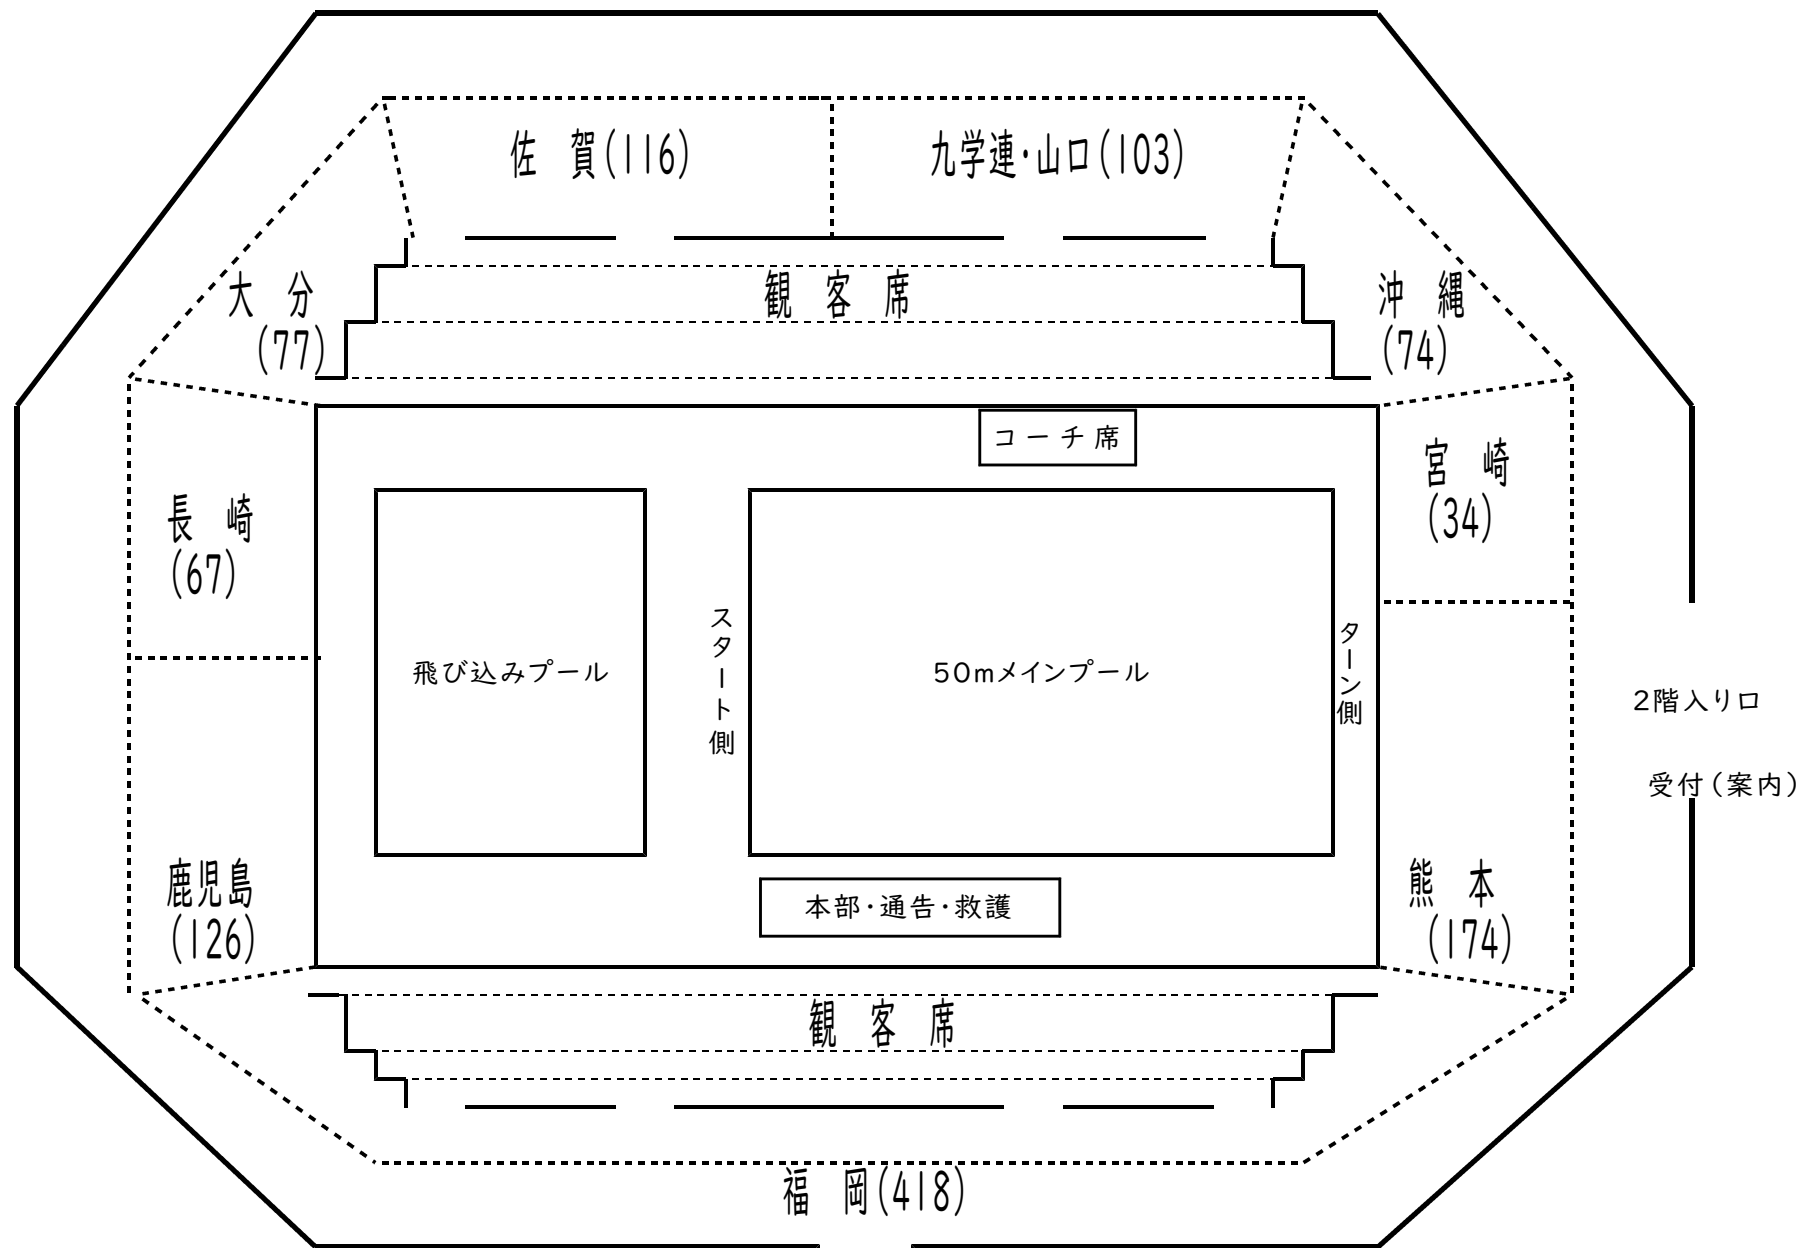 佐　賀(116)
九学連・山口(103)
大　分
(77)
観　客　席
沖　縄
(74)
コーチ席
宮　崎
(34)
長　崎
(67)
スタート側
ターン側
飛び込みプール
50mメインプール
2階入り口
受付(案内)
鹿児島
(126)
本部・通告・救護
熊　本
(174)
観　客　席
福　岡(418)